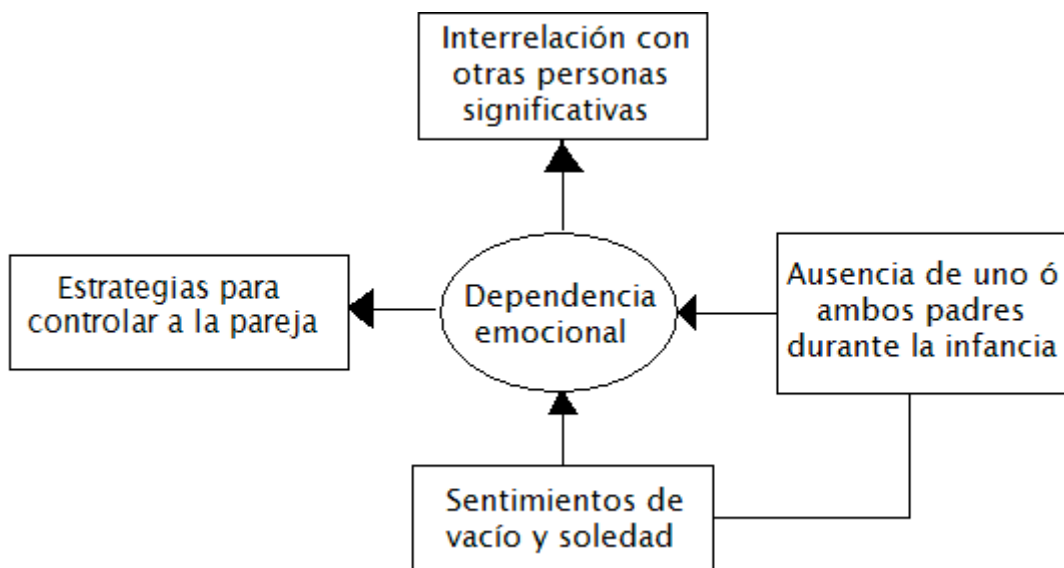 Interrelación con
otras personas
significativas
Estrategias para
controlar a la pareja
Dependencia
emocional
Ausencia de uno ó
ambos padres
durante la infancia
Sentimientos de
vacío y soledad